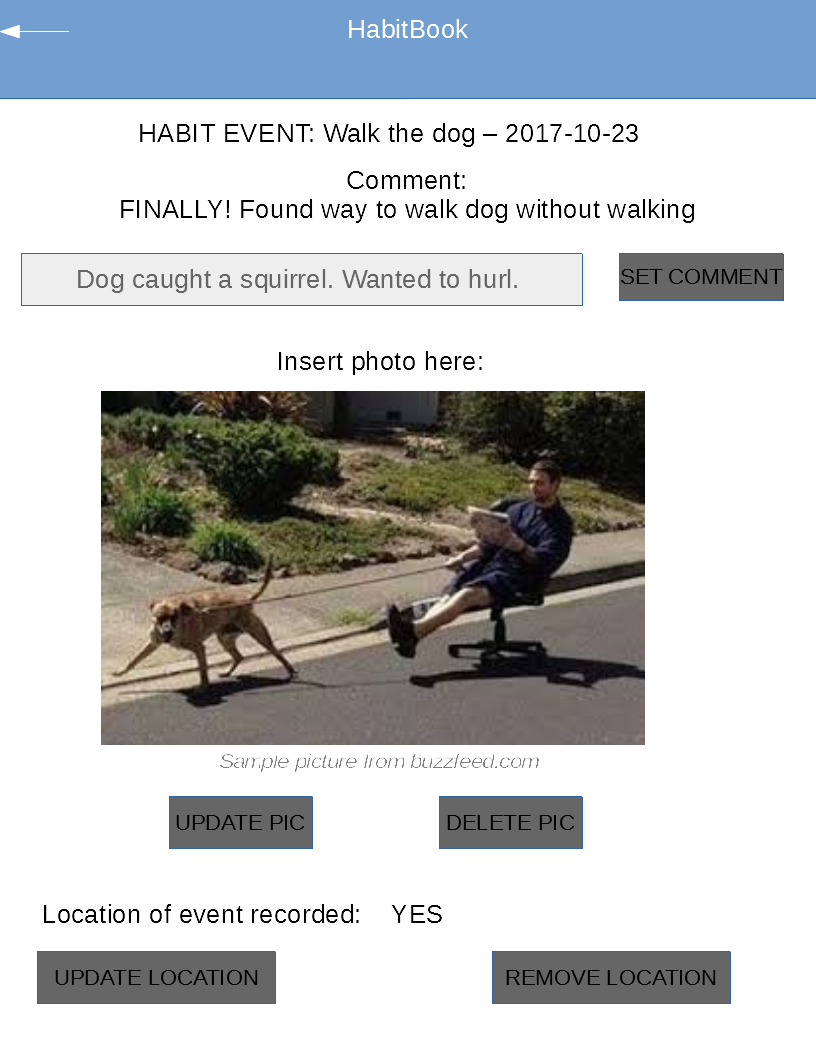 HabitBook
HABIT EVENT: Walk the dog – 2017-10-23
Comment:
FINALLY! Found way to walk dog without walking
Dog caught a squirrel. Wanted to hurl.
SET COMMENT
Insert photo here:
Sample picture from buzzfeed.com
UPDATE PIC
DELETE PIC
Location of event recorded: YES
UPDATE LOCATION
REMOVE LOCATION